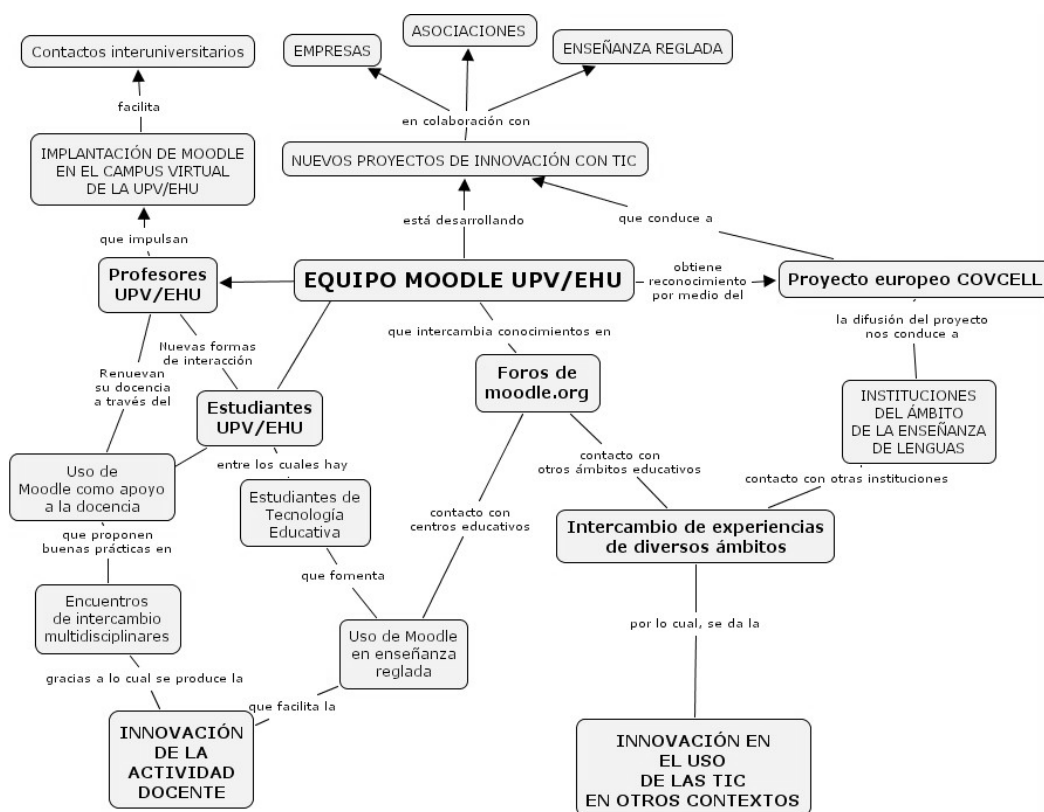 ASOCIACIONES
Contactos interuniversitarios
EMPRESAS
ENSEÑANZA REGLADA
facilita
en colaboración con
IMPLANTACIÓN DE MOODLE
EN EL CAMPUS VIRTUAL
DE LA UPV/EHU
NUEVOS PROYECTOS DE INNOVACIÓN CON TIC
está desarrollando
que conduce a
que impulsan
Profesores
UPV/EHU
EQUIPO MOODLE UPV/EHU
obtiene
reconocimiento
por medio del
Proyecto europeo COVCELL
la difusión del proyecto
nos conduce a
que intercambia conocimientos en
Nuevas formas
de interacción
Renuevan
su docencia
a través del
Foros de
moodle.org
Estudiantes
UPV/EHU
INSTITUCIONES
DEL ÁMBITO
DE LA ENSEÑANZA
DE LENGUAS
entre los cuales hay
contacto con
otros ámbitos educativos
contacto con otras instituciones
Uso de
Moodle como apoyo
a la docencia
Estudiantes de
Tecnología
Educativa
contacto con
centros educativos
Intercambio de experiencias
de diversos ámbitos
que proponen
buenas prácticas en
que fomenta
Encuentros
de intercambio
multidisciplinares
Uso de Moodle
en enseñanza
reglada
por lo cual, se da la
gracias a lo cual se produce la
que facilita la
INNOVACIÓN
DE LA
ACTIVIDAD
DOCENTE
INNOVACIÓN EN
EL USO
DE LAS TIC
EN OTROS CONTEXTOS